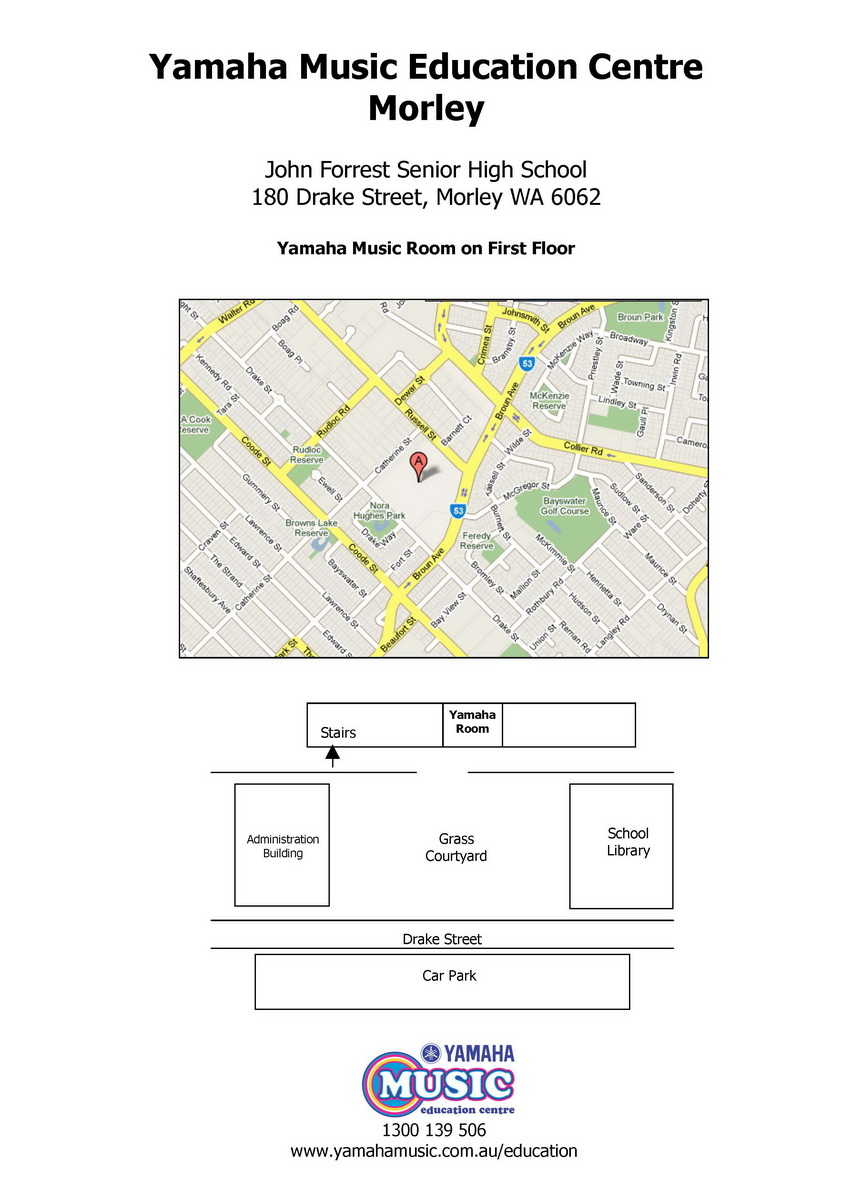 Yamaha Music Education Centre
Morley
John Forrest Senior High School
180 Drake Street, Morley WA 6062
Yamaha Music Room on First Floor
Walter Rd
Boag Rd
Rd
Johnsmith St
Broun Ave
Broun Park
Kingston St
Crimea St
Bransby St
53
McKenzie Way
Broadway
Priestley St
Boag Pl
Kennedy Rd
Drake St
Dewar St
Wade St
Towning St
Irwin Rd
Tara St
McKenzie
Reserve
Lindley St
Gaull Pl
Rudloc Rd
Russell St
Broun Ave
A Cook
Reserve
Coode St
Barnett Ct
Wilde St
Collier Rd
Catherine St
Rudloc
Reserve
A
McGregor St
Sanderson St
Sudlow St
Doherty
Ewell St
Gummery St
Nora
Hughes Park
53
Burnett St
Bayswater
Golf Course
Maurice St
Ware St
Browns Lake
Reserve
Lawrence St
Drake Way
Feredy
Reserve
Craven St
Edward St
The Strand
Coode St
Fort St
McKimmie St
Maurice St
Shaftesbury Ave
Catherine St
Bayswater St
Broun Ave
Bromley St
Mallion St
Henrietta St
Rothbury Rd
Lawrence St
Bay View St
Hudson St
Drynan St
Edward St
Beaufort St
Drake St
Union St
Reman Rd
Langley Rd
Yamaha
Room
Stairs
Administration
Building
Grass
Courtyard
School
Library
Drake Street
Car Park
YAMAHA
MUSIC
education centre
1300 139 506
www.yamahamusic.com.au/education